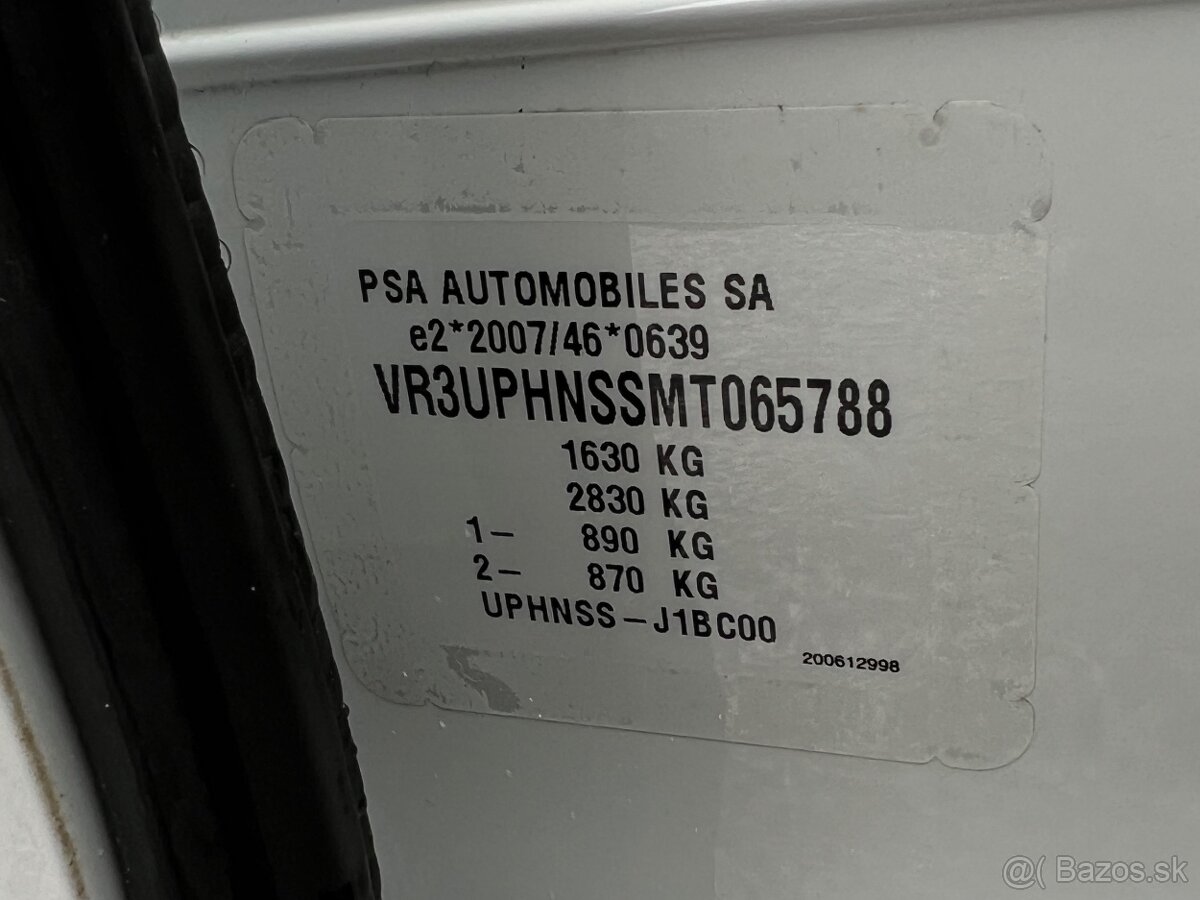 PSA AUTOMOBILES SA
e2*2007/46*0639
VR3UPHNSSMT065788
1630 KG
2830 KG
1- 890 KG
2- 870 KG
UPHNSS-J1BC00
200612998
@( Bazos.sk